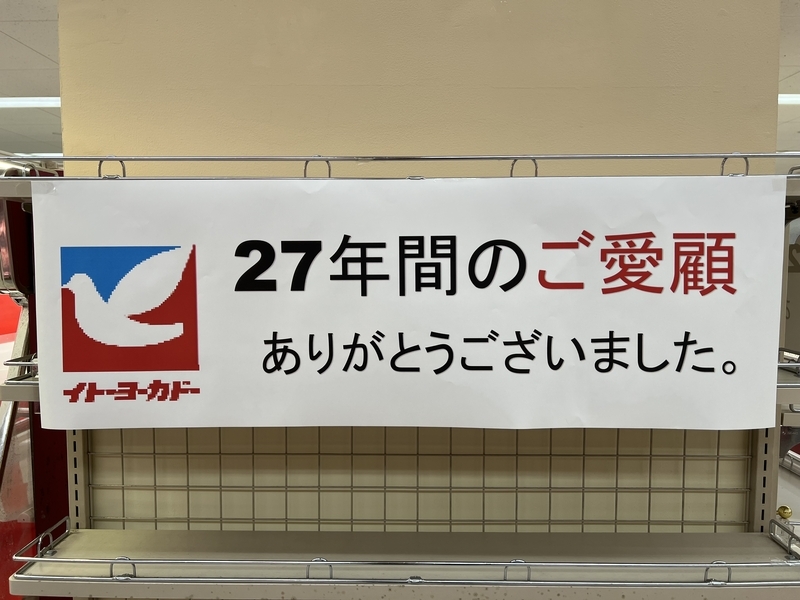 27年間のご愛顧
ありがとうございました。
イトーヨーカドー